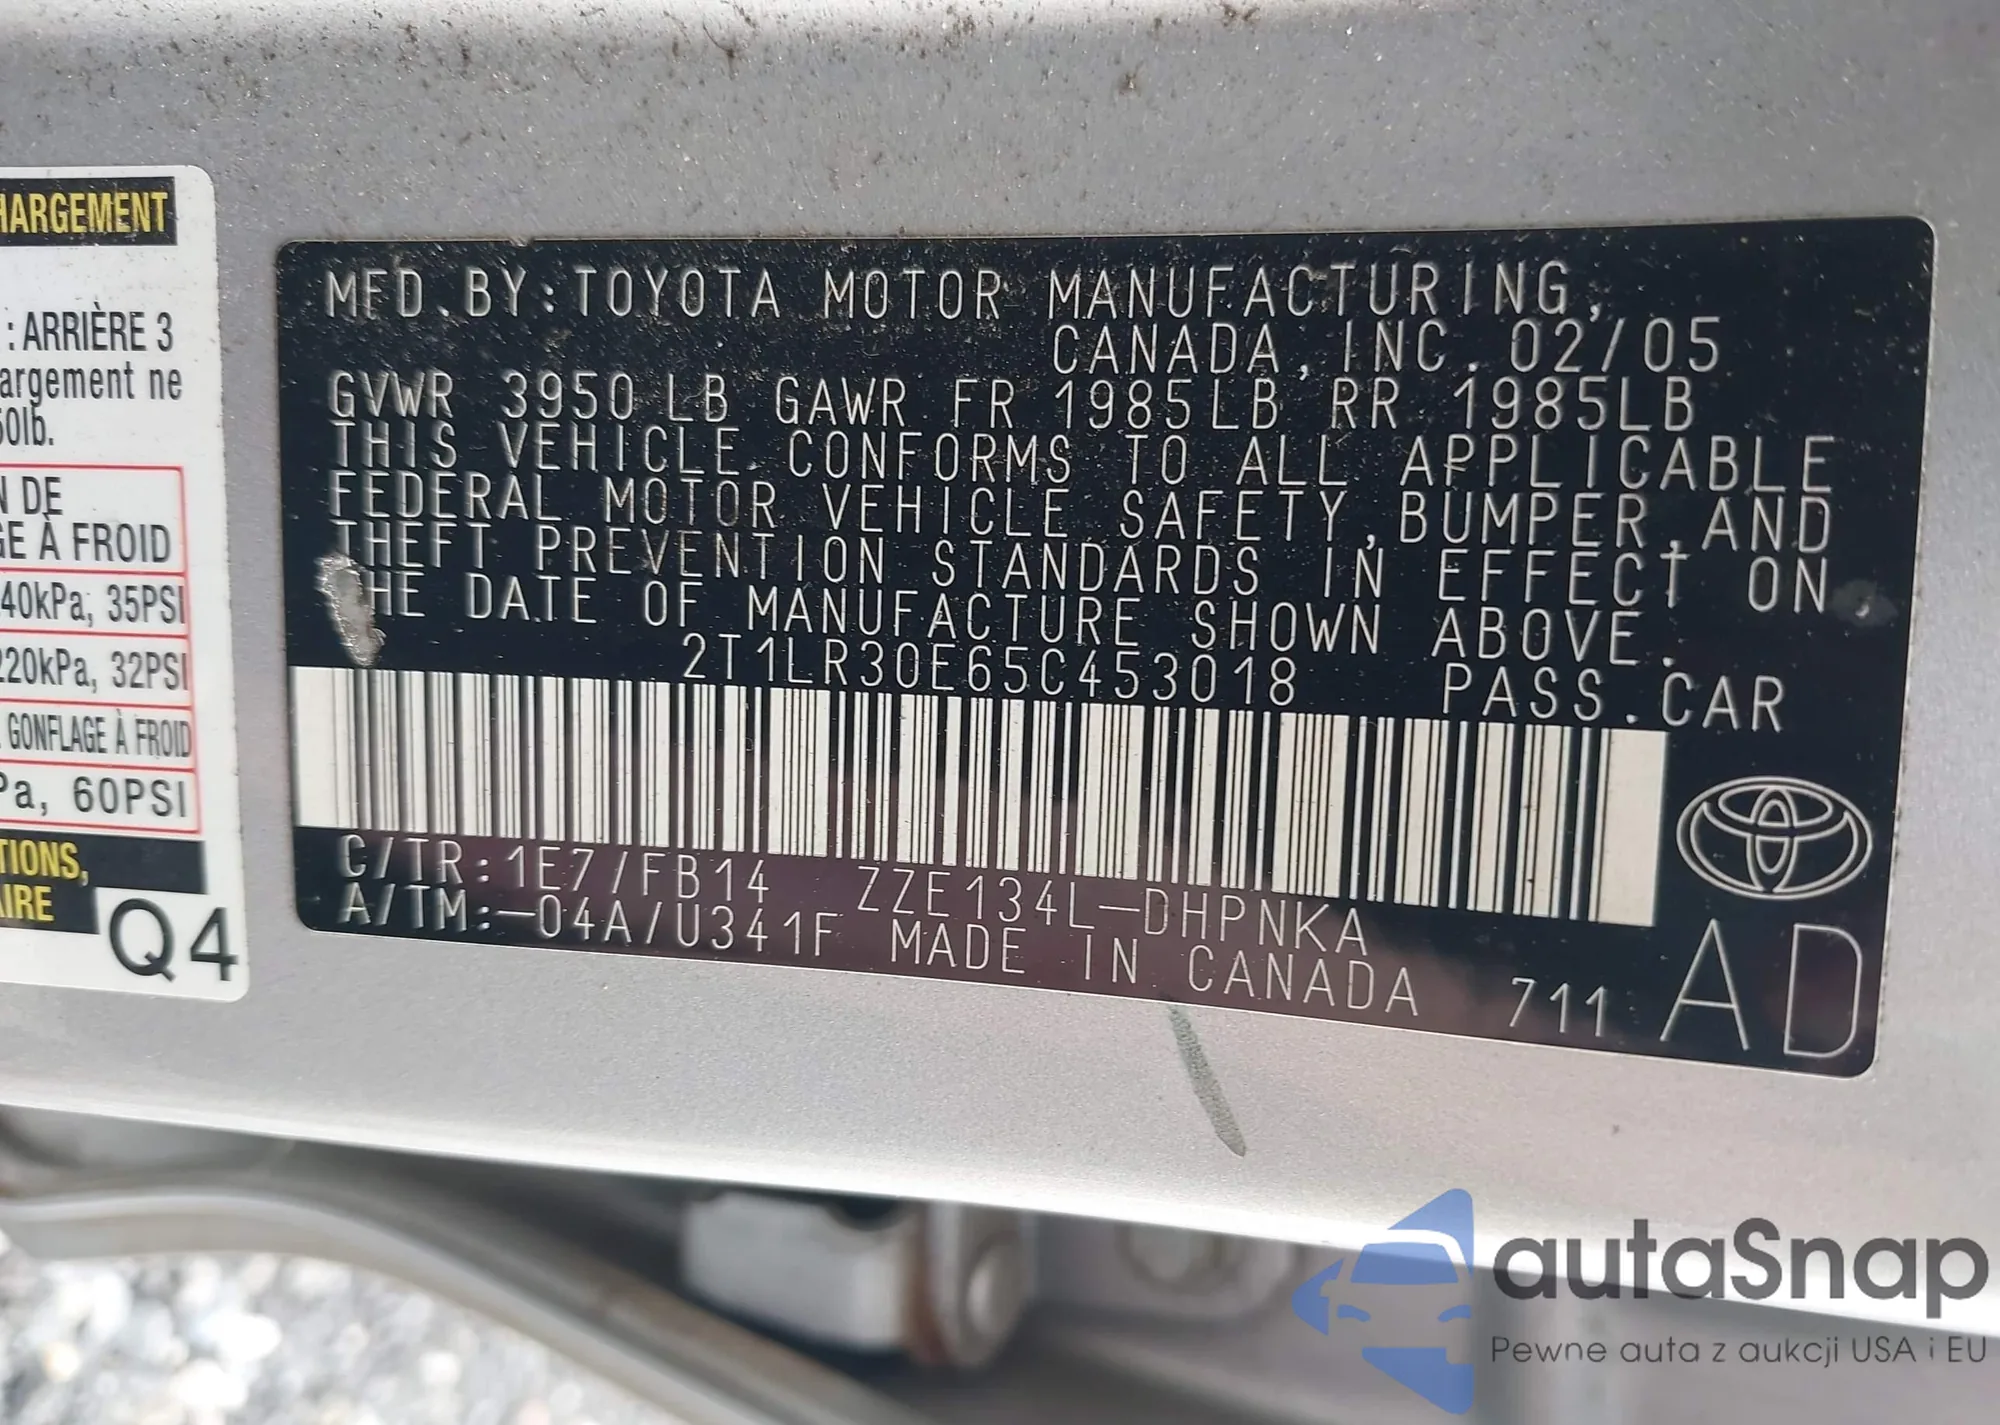 HARGEMENT
: ARRIÈRE 3
argement ne
50lb.
N DE
GE À FROID
40kPa, 35PSI
220kPa, 32PSI
GONFLAGE À FROID
Pa, 60PSI
TIONS,
AIRE
Q4
MFD.BY:TOYOTA MOTOR MANUFACTURING,
CANADA,INC. 02/05
GVWR 3950LB GAWR FR 1985LB RR 1985LB
THIS VEHICLE CONFORMS TO ALL APPLICABLE
FEDERAL MOTOR VEHICLE SAFETY,BUMPER,AND
THEFT PREVENTION STANDARDS IN EFFECT ON
THE DATE OF MANUFACTURE SHOWN ABOVE.
2T1LR30E65C453018 PASS.CAR
C/TR:1E7/FB14 ZZE134L-DHPNKA
A/TM:-04A/U341F MADE IN CANADA 711 AD
autaSnap
Pewne auta z aukcji USA i EU